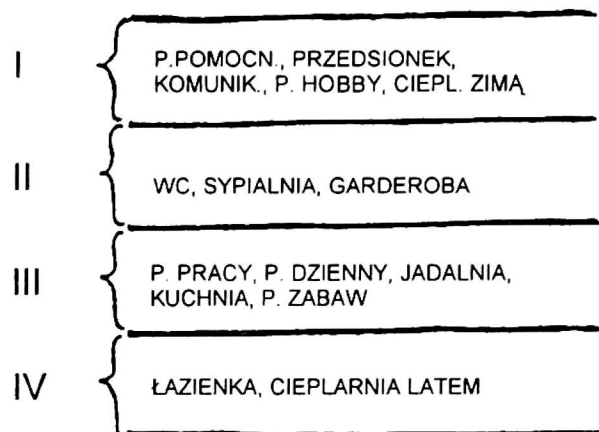 I
P.POMOCN., PRZEDSIONEK,
KOMUNIK., P. HOBBY, CIEPL. ZIMĄ
II
WC, SYPIALNIA, GARDEROBA
III
P. PRACY, P. DZIENNY, JADALNIA,
KUCHNIA, P. ZABAW
IV
ŁAZIENKA, CIEPLARNIA LATEM